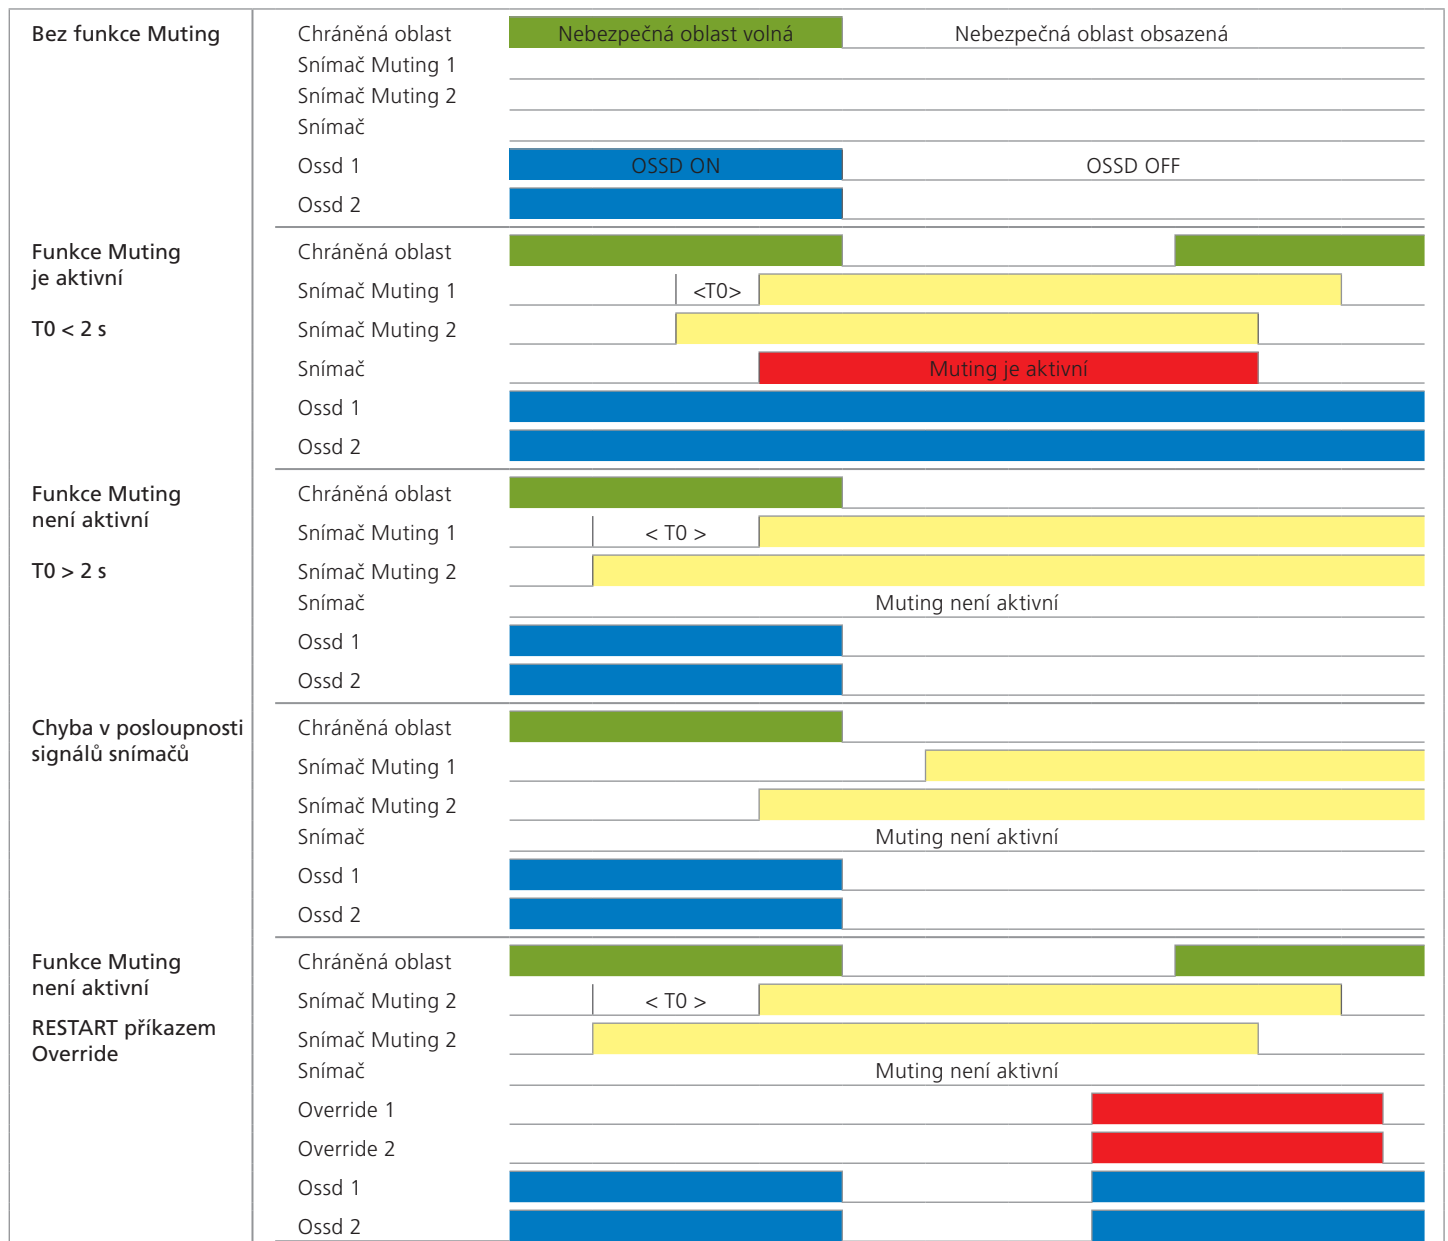 Bez funkce Muting
Chráněná oblast
Nebezpečná oblast volná
Nebezpečná oblast obsazená
Snímač Muting 1
Snímač Muting 2
Snímač
Ossd 1
OSSD ON
OSSD OFF
Ossd 2
Funkce Muting
je aktivní
T0 < 2 s
Chráněná oblast
Snímač Muting 1
<T0>
Snímač Muting 2
Snímač
Muting je aktivní
Ossd 1
Ossd 2
Funkce Muting
není aktivní
T0 > 2 s
Chráněná oblast
Snímač Muting 1
< T0 >
Snímač Muting 2
Snímač
Muting není aktivní
Ossd 1
Ossd 2
Chyba v posloupnosti
signálů snímačů
Chráněná oblast
Snímač Muting 1
Snímač Muting 2
Snímač
Muting není aktivní
Ossd 1
Ossd 2
Funkce Muting
není aktivní
RESTART příkazem
Override
Chráněná oblast
Snímač Muting 2
< T0 >
Snímač Muting 2
Snímač
Muting není aktivní
Override 1
Override 2
Ossd 1
Ossd 2